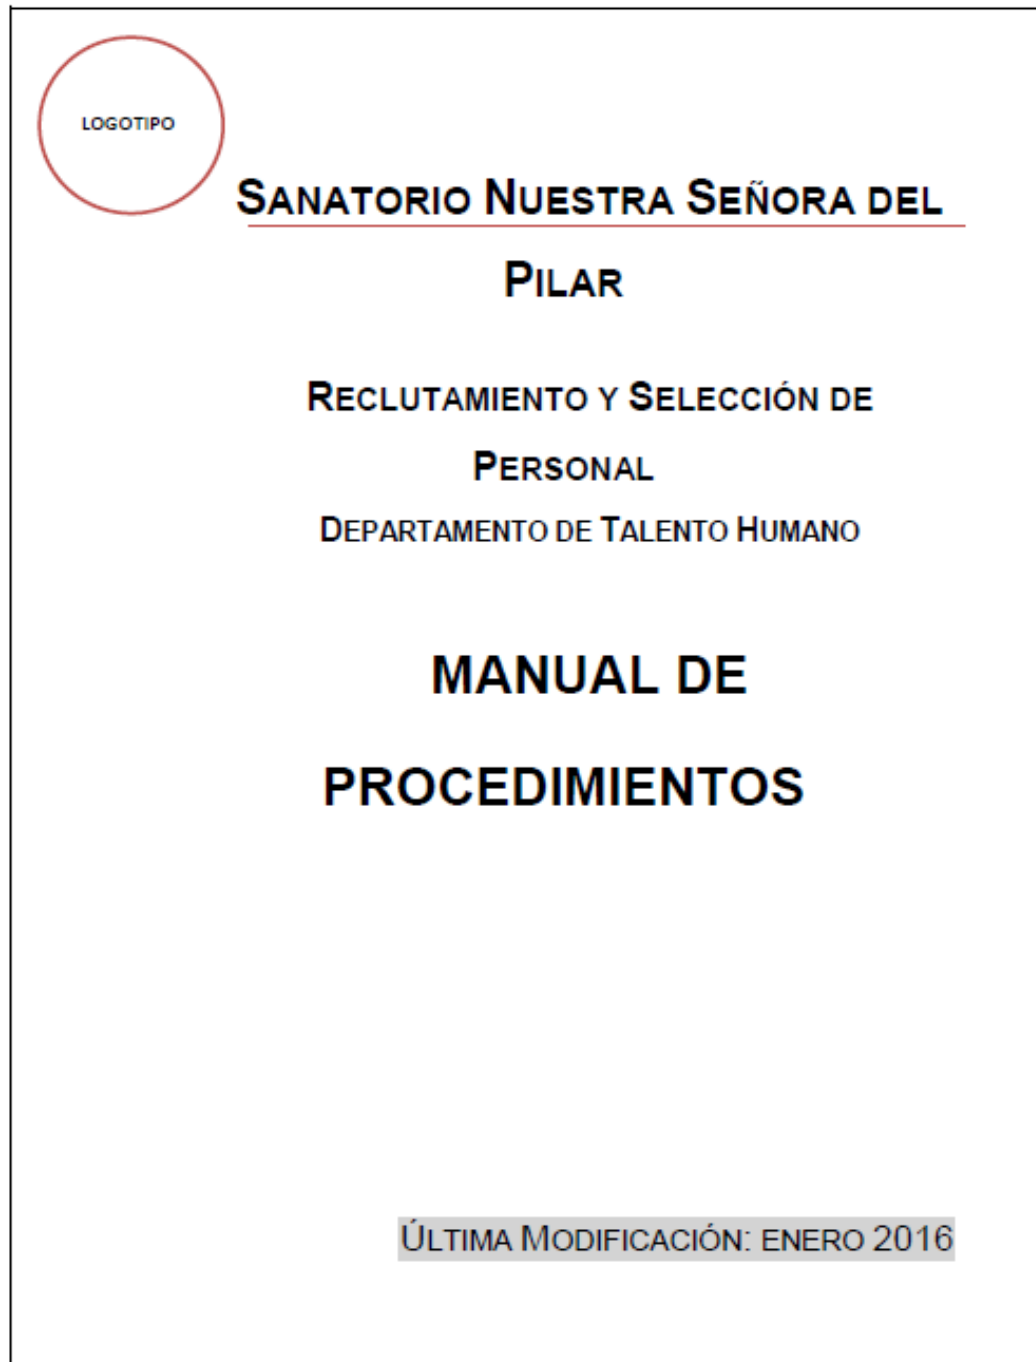 LOGOTIPO
SANATORIO NUESTRA SEÑORA DEL
PILAR
RECLUTAMIENTO Y SELECCIÓN DE
PERSONAL
DEPARTAMENTO DE TALENTO HUMANO
MANUAL DE
PROCEDIMIENTOS
ÚLTIMA MODIFICACIÓN: ENERO 2016